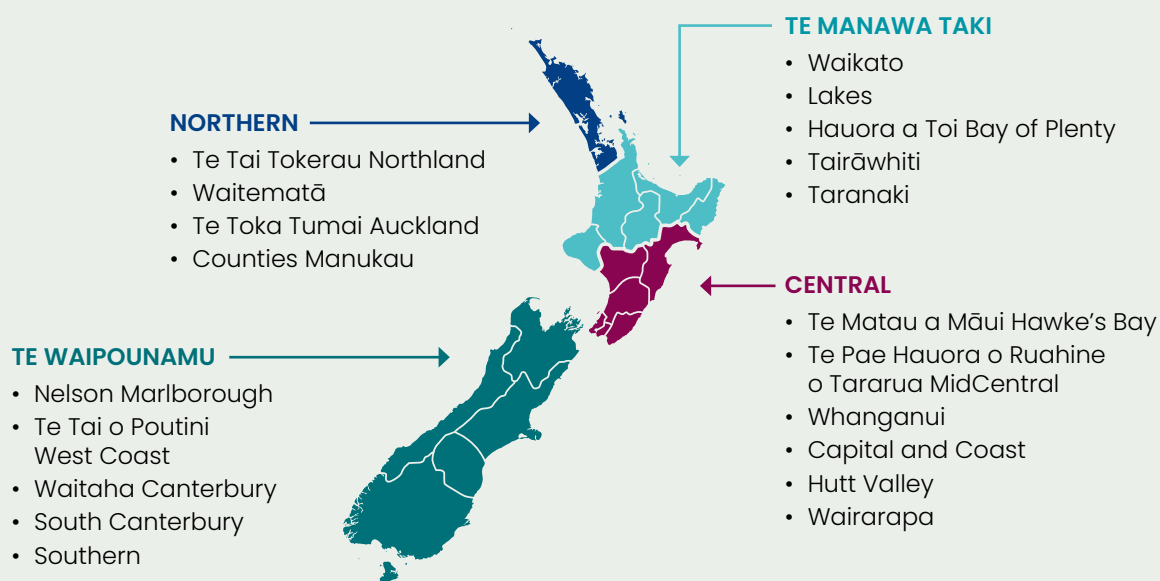 NORTHERN
• Te Tai Tokerau Northland
• Waitematā
• Te Toka Tumai Auckland
• Counties Manukau
TE MANAWA TAKI
• Waikato
• Lakes
• Hauora a Toi Bay of Plenty
• Tairāwhiti
• Taranaki
TE WAIPOUNAMU
• Nelson Marlborough
• Te Tai o Poutini
West Coast
• Waitaha Canterbury
• South Canterbury
• Southern
CENTRAL
• Te Matau a Māui Hawke's Bay
• Te Pae Hauora o Ruahine
o Tararua MidCentral
• Whanganui
• Capital and Coast
• Hutt Valley
• Wairarapa